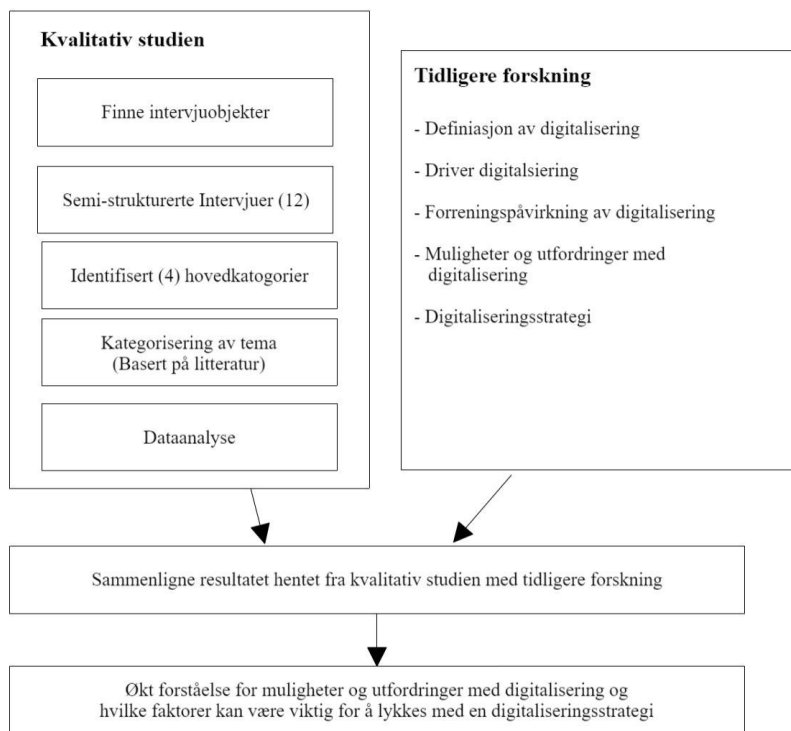 Kvalitativ studien
Finne intervjuobjekter
Semi-strukturerte Intervjuer (12)
Identifisert (4) hovedkatogorier
Kategorisering av tema
(Basert på litteratur)
Dataanalyse
Tidligere forskning
- Definiasjon av digitalisering
- Driver digitalsiering
- Forreningspåvirkning av digitalisering
- Muligheter og utfordringer med
digitalisering
- Digitaliseringsstrategi
Sammenligne resultatet hentet fra kvalitativ studien med tidligere forskning
Økt forståelse for muligheter og utfordringer med digitalisering og
hvilke faktorer kan være viktig for å lykkes med en digitaliseringsstrategi